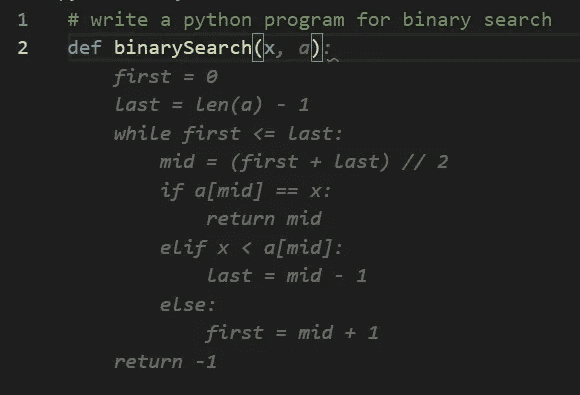 1 # write a python program for binary search
2 def binarySearch(x, a):
first = 0
last = len(a) - 1
while first <= last:
mid = (first + last) // 2
if a[mid] == x:
return mid
elif x < a[mid]:
last = mid - 1
else:
first = mid + 1
return -1